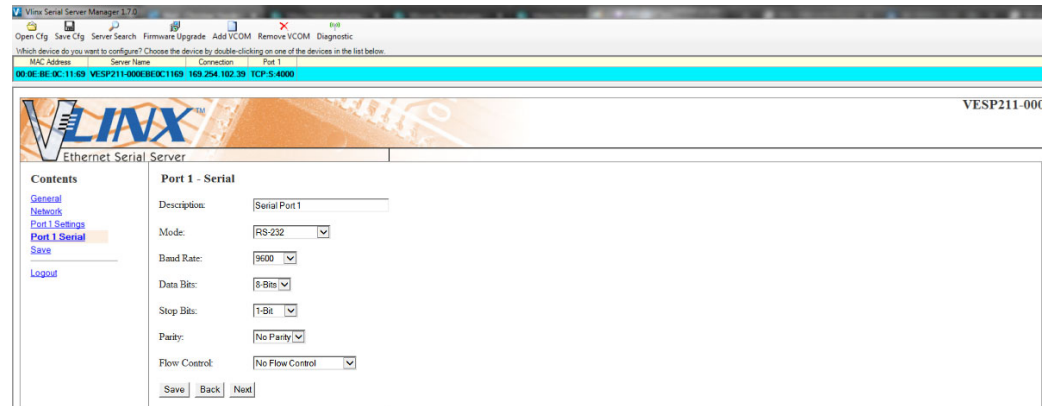 Vlinx Serial Server Manager 1.7.0
Open Cfg Save Cfg Server Search Firmware Upgrade Add VCOM Remove VCOM Diagnostic
Which device do you want to configure? Choose the device by double-clicking on one of the devices in the list below.
MAC Address Server Name Connection Port 1
00:0E:BE:0C:11:69 VESP211-000EBE0C1169 169.254.102.39 TCP:S:4000
VLINX™
VESP211-000
Ethernet Serial Server
Contents
General
Network
Port 1 Settings
Port 1 Serial
Save
Logout
Port 1 - Serial
Description: Serial Port 1
Mode: RS-232
Baud Rate: 9600
Data Bits: 8-Bits
Stop Bits: 1-Bit
Parity: No Parity
Flow Control: No Flow Control
Save Back Next